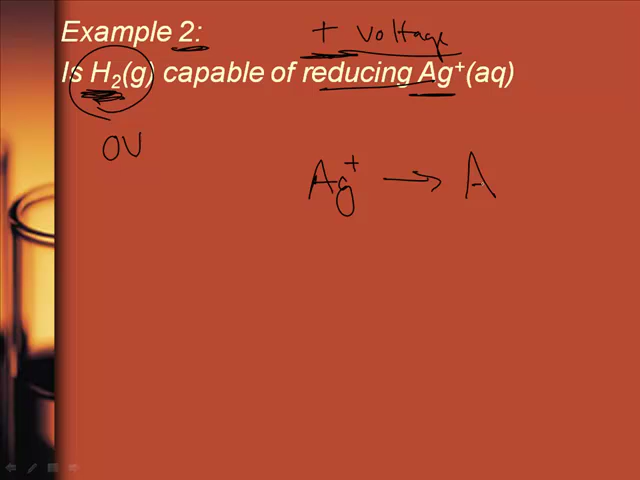 Example 2:
+ voltage
Is H₂(g) capable of reducing Ag⁺(aq)
0V
Ag⁺ → A